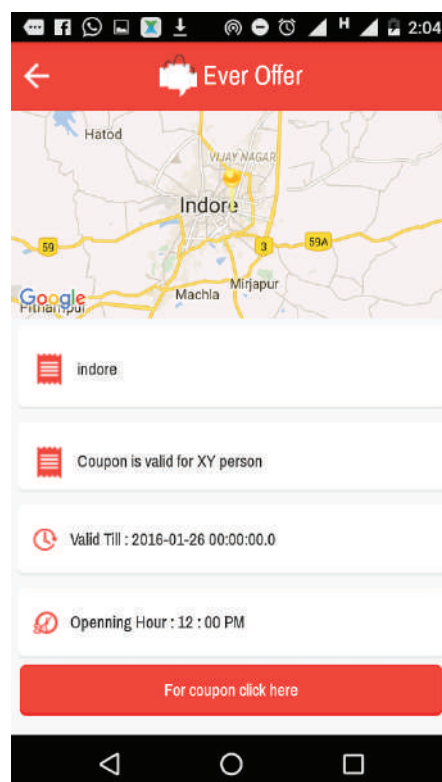 H 2:04
Ever Offer
Hatod
VIJAY NAGAR
Indore
59
3
59A
Mirjapur
Machla
Google
Pithampur
indore
Coupon is valid for XY person
Valid Till : 2016-01-26 00:00:00.0
Openning Hour : 12 : 00 PM
For coupon click here